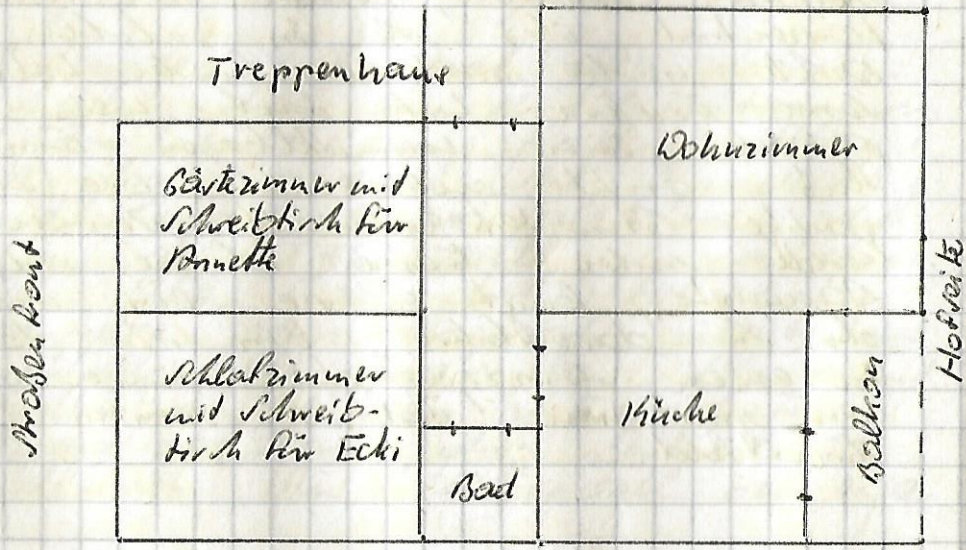 Treppenhaus
Wohnzimmer
Gästezimmer mit
Schreibtisch für
Annette
Straßenfront
Hofseite
Schlafzimmer
mit Schreib-
tisch für Ecki
Küche
Balkon
Bad